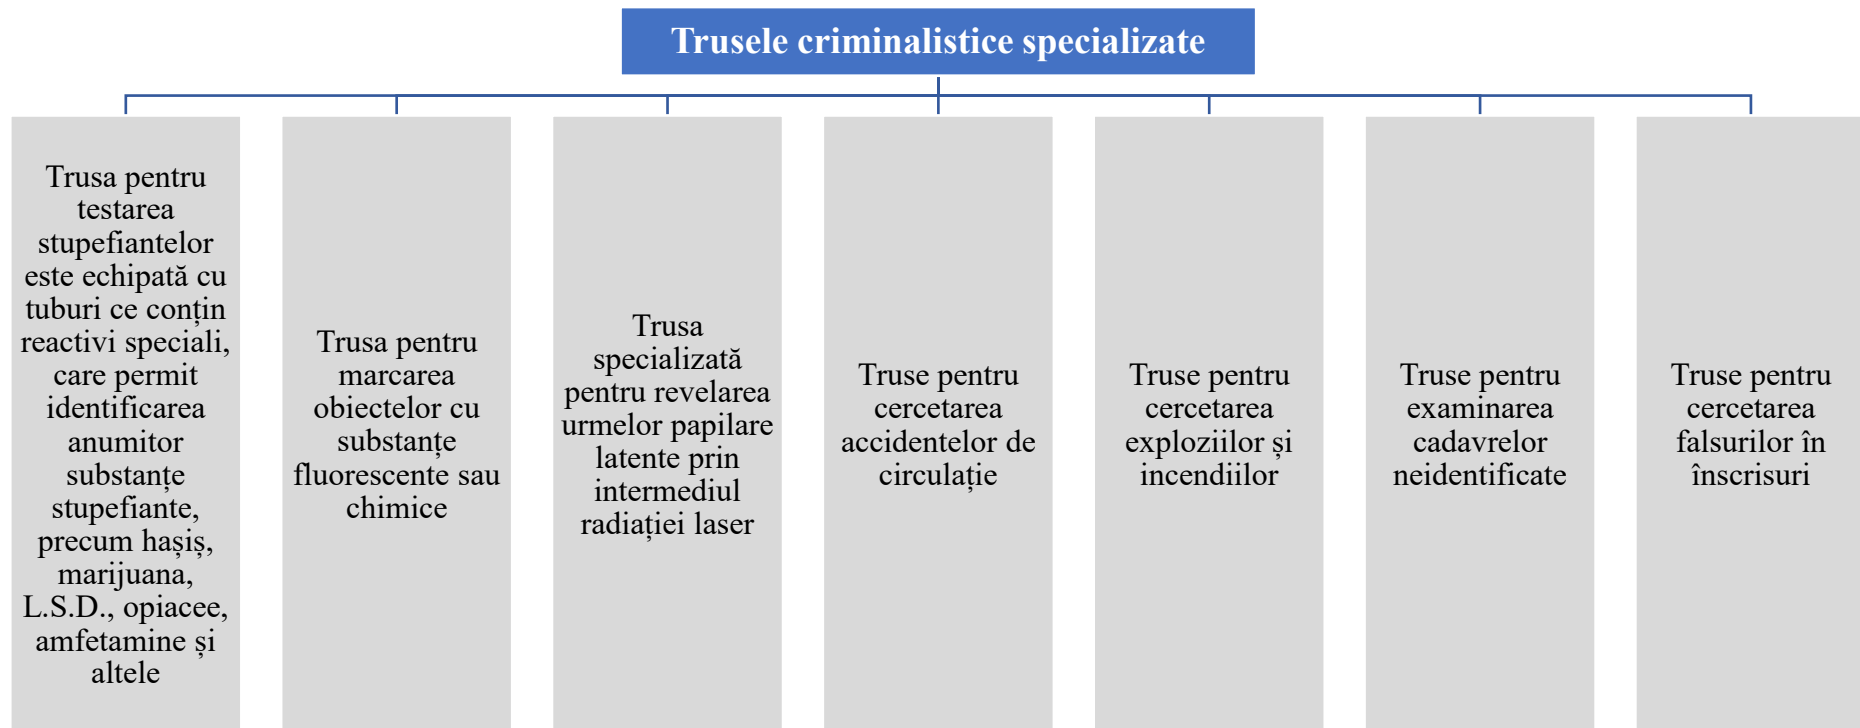 Trusele criminalistice specializate
Trusa pentru
testarea
stupefiantelor
este echipată cu
tuburi ce conțin
reactivi speciali,
care permit
identificarea
anumitor
substanțe
stupefiante,
precum hașiș,
marijuana,
L.S.D., opiacee,
amfetamine și
altele
Trusa pentru
marcarea
obiectelor cu
substanțe
fluorescente sau
chimice
Trusa
specializată
pentru revelarea
urmelor papilare
latente prin
intermediul
radiației laser
Truse pentru
cercetarea
accidentelor de
circulație
Truse pentru
cercetarea
exploziilor și
incendiilor
Truse pentru
examinarea
cadavrelor
neidentificate
Truse pentru
cercetarea
falsurilor în
înscrisuri